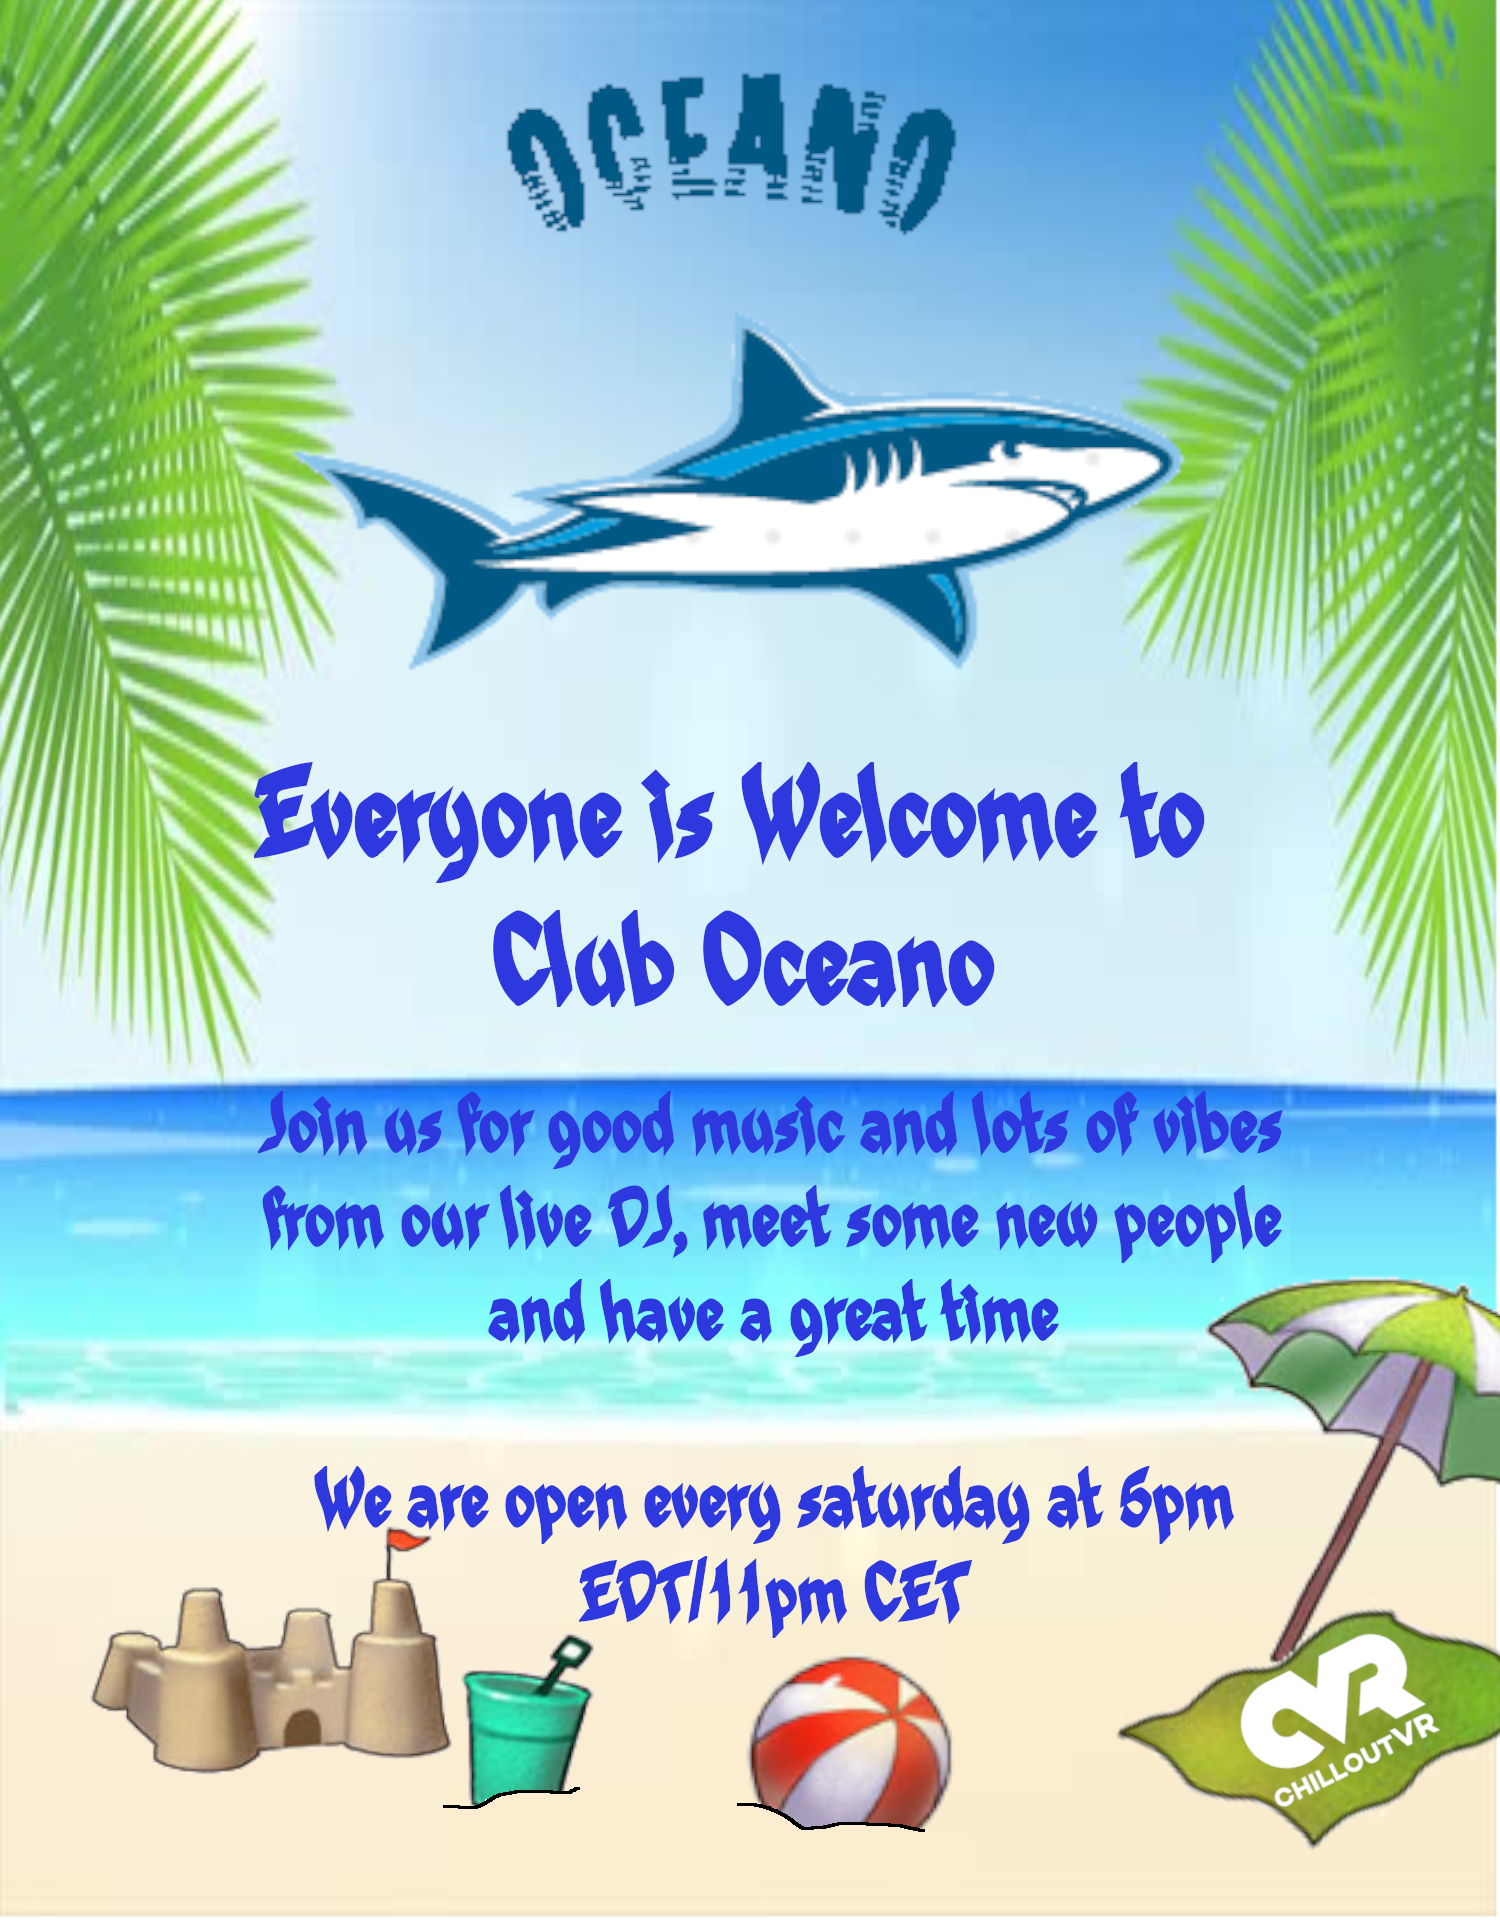 OCEANO
Everyone is Welcome to
Club Oceano
Join us for good music and lots of vibes
from our live DJ, meet some new people
and have a great time
We are open every saturday at 5pm
EDT/11pm CET
CVR
CHILLOUTVR